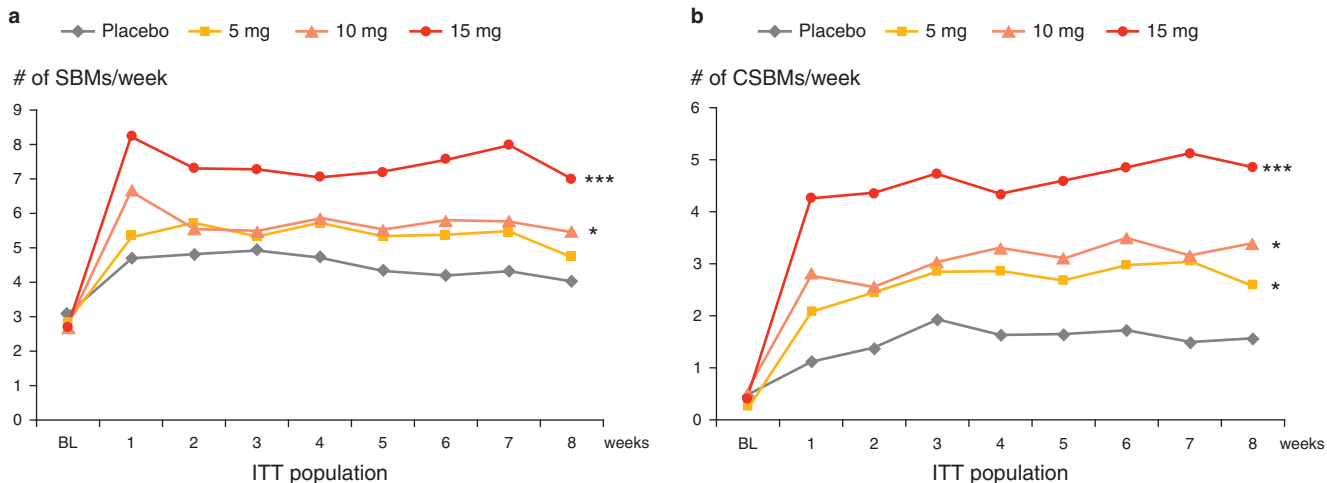 a
Placebo 5 mg 10 mg 15 mg
# of SBMs/week
9
8
7
6
5
4
3
2
1
0
***
*
BL 1 2 3 4 5 6 7 8 weeks
ITT population
b
Placebo 5 mg 10 mg 15 mg
# of CSBMs/week
6
5
4
3
2
1
0
***
*
*
BL 1 2 3 4 5 6 7 8 weeks
ITT population